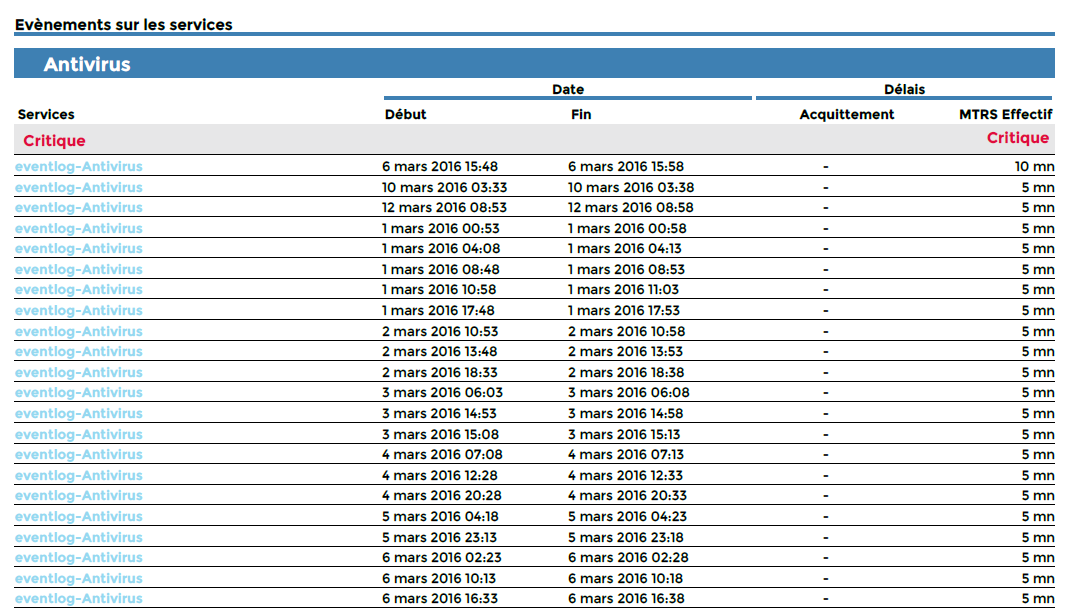 Evènements sur les services
Antivirus
Date Délais
Services Début Fin Acquittement MTRS Effectif
Critique Critique
eventlog-Antivirus 6 mars 2016 15:48 6 mars 2016 15:58 - 10 mn
eventlog-Antivirus 10 mars 2016 03:33 10 mars 2016 03:38 - 5 mn
eventlog-Antivirus 12 mars 2016 08:53 12 mars 2016 08:58 - 5 mn
eventlog-Antivirus 1 mars 2016 00:53 1 mars 2016 00:58 - 5 mn
eventlog-Antivirus 1 mars 2016 04:08 1 mars 2016 04:13 - 5 mn
eventlog-Antivirus 1 mars 2016 08:48 1 mars 2016 08:53 - 5 mn
eventlog-Antivirus 1 mars 2016 10:58 1 mars 2016 11:03 - 5 mn
eventlog-Antivirus 1 mars 2016 17:48 1 mars 2016 17:53 - 5 mn
eventlog-Antivirus 2 mars 2016 10:53 2 mars 2016 10:58 - 5 mn
eventlog-Antivirus 2 mars 2016 13:48 2 mars 2016 13:53 - 5 mn
eventlog-Antivirus 2 mars 2016 18:33 2 mars 2016 18:38 - 5 mn
eventlog-Antivirus 3 mars 2016 06:03 3 mars 2016 06:08 - 5 mn
eventlog-Antivirus 3 mars 2016 14:53 3 mars 2016 14:58 - 5 mn
eventlog-Antivirus 3 mars 2016 15:08 3 mars 2016 15:13 - 5 mn
eventlog-Antivirus 4 mars 2016 07:08 4 mars 2016 07:13 - 5 mn
eventlog-Antivirus 4 mars 2016 12:28 4 mars 2016 12:33 - 5 mn
eventlog-Antivirus 4 mars 2016 20:28 4 mars 2016 20:33 - 5 mn
eventlog-Antivirus 5 mars 2016 04:18 5 mars 2016 04:23 - 5 mn
eventlog-Antivirus 5 mars 2016 23:13 5 mars 2016 23:18 - 5 mn
eventlog-Antivirus 6 mars 2016 02:23 6 mars 2016 02:28 - 5 mn
eventlog-Antivirus 6 mars 2016 10:13 6 mars 2016 10:18 - 5 mn
eventlog-Antivirus 6 mars 2016 16:33 6 mars 2016 16:38 - 5 mn